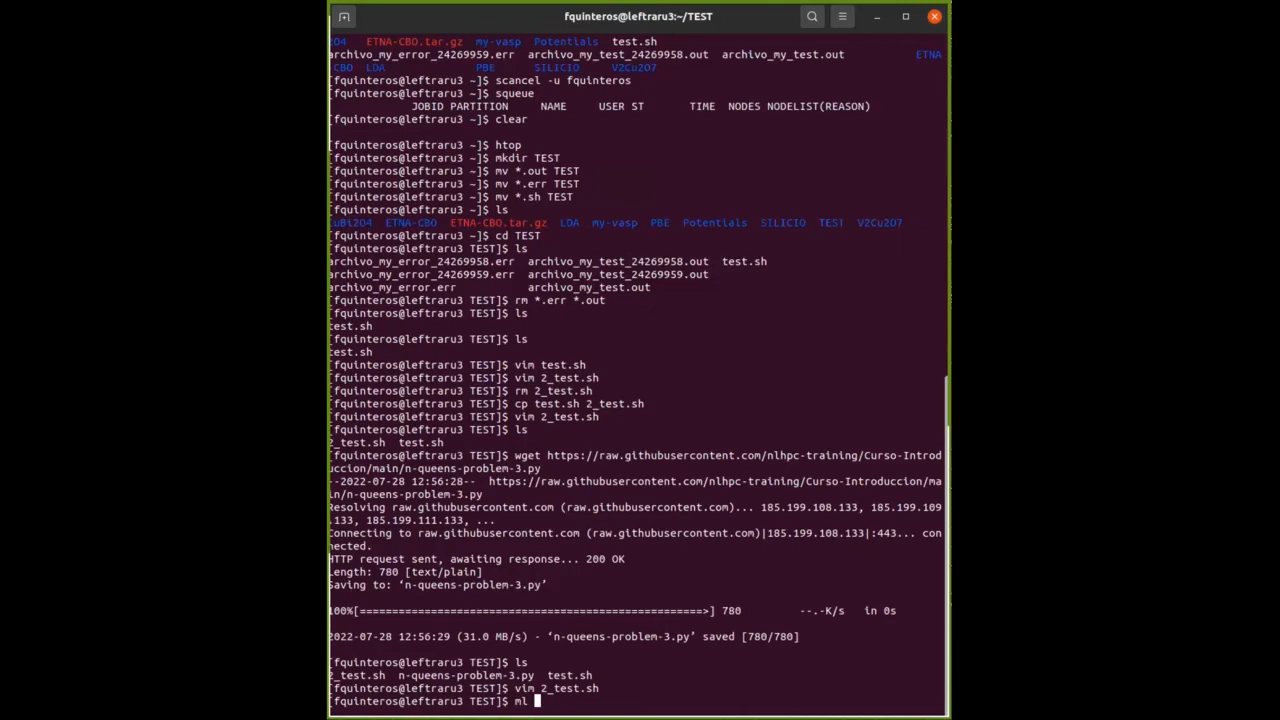 fquinteros@leftraru3:~/TEST
2O4 ETNA-CBO.tar.gz my-vasp Potentials test.sh
archivo_my_error_24269959.err archivo_my_test_24269958.out archivo_my_test.out ETNA
CBO LDA PBE SILICIO V2Cu2O7
[fquinteros@leftraru3 ~]$ scancel -u fquinteros
[fquinteros@leftraru3 ~]$ squeue
JOBID PARTITION NAME USER ST TIME NODES NODELIST(REASON)
[fquinteros@leftraru3 ~]$ clear
[fquinteros@leftraru3 ~]$ htop
[fquinteros@leftraru3 ~]$ mkdir TEST
[fquinteros@leftraru3 ~]$ mv *.out TEST
[fquinteros@leftraru3 ~]$ mv *.err TEST
[fquinteros@leftraru3 ~]$ mv *.sh TEST
[fquinteros@leftraru3 ~]$ ls
CuBi2O4 ETNA-CBO ETNA-CBO.tar.gz LDA my-vasp PBE Potentials SILICIO TEST V2Cu2O7
[fquinteros@leftraru3 ~]$ cd TEST
[fquinteros@leftraru3 TEST]$ ls
archivo_my_error_24269958.err archivo_my_test_24269958.out test.sh
archivo_my_error_24269959.err archivo_my_test_24269959.out
archivo_my_error.err archivo_my_test.out
[fquinteros@leftraru3 TEST]$ rm *.err *.out
[fquinteros@leftraru3 TEST]$ ls
test.sh
[fquinteros@leftraru3 TEST]$ ls
test.sh
[fquinteros@leftraru3 TEST]$ vim test.sh
[fquinteros@leftraru3 TEST]$ vim 2_test.sh
[fquinteros@leftraru3 TEST]$ rm 2_test.sh
[fquinteros@leftraru3 TEST]$ cp test.sh 2_test.sh
[fquinteros@leftraru3 TEST]$ vim 2_test.sh
[fquinteros@leftraru3 TEST]$ ls
2_test.sh test.sh
[fquinteros@leftraru3 TEST]$ wget https://raw.githubusercontent.com/nlhpc-training/Curso-Introd
uccion/main/n-queens-problem-3.py
--2022-07-28 12:56:28-- https://raw.githubusercontent.com/nlhpc-training/Curso-Introduccion/ma
in/n-queens-problem-3.py
Resolving raw.githubusercontent.com (raw.githubusercontent.com)... 185.199.108.133, 185.199.109
.133, 185.199.111.133, ...
Connecting to raw.githubusercontent.com (raw.githubusercontent.com)|185.199.108.133|:443... con
nected.
HTTP request sent, awaiting response... 200 OK
Length: 780 [text/plain]
Saving to: ‘n-queens-problem-3.py’
100%[=====================================================>] 780 --.-K/s in 0s
2022-07-28 12:56:29 (31.0 MB/s) - ‘n-queens-problem-3.py’ saved [780/780]
[fquinteros@leftraru3 TEST]$ ls
2_test.sh n-queens-problem-3.py test.sh
[fquinteros@leftraru3 TEST]$ vim 2_test.sh
[fquinteros@leftraru3 TEST]$ ml